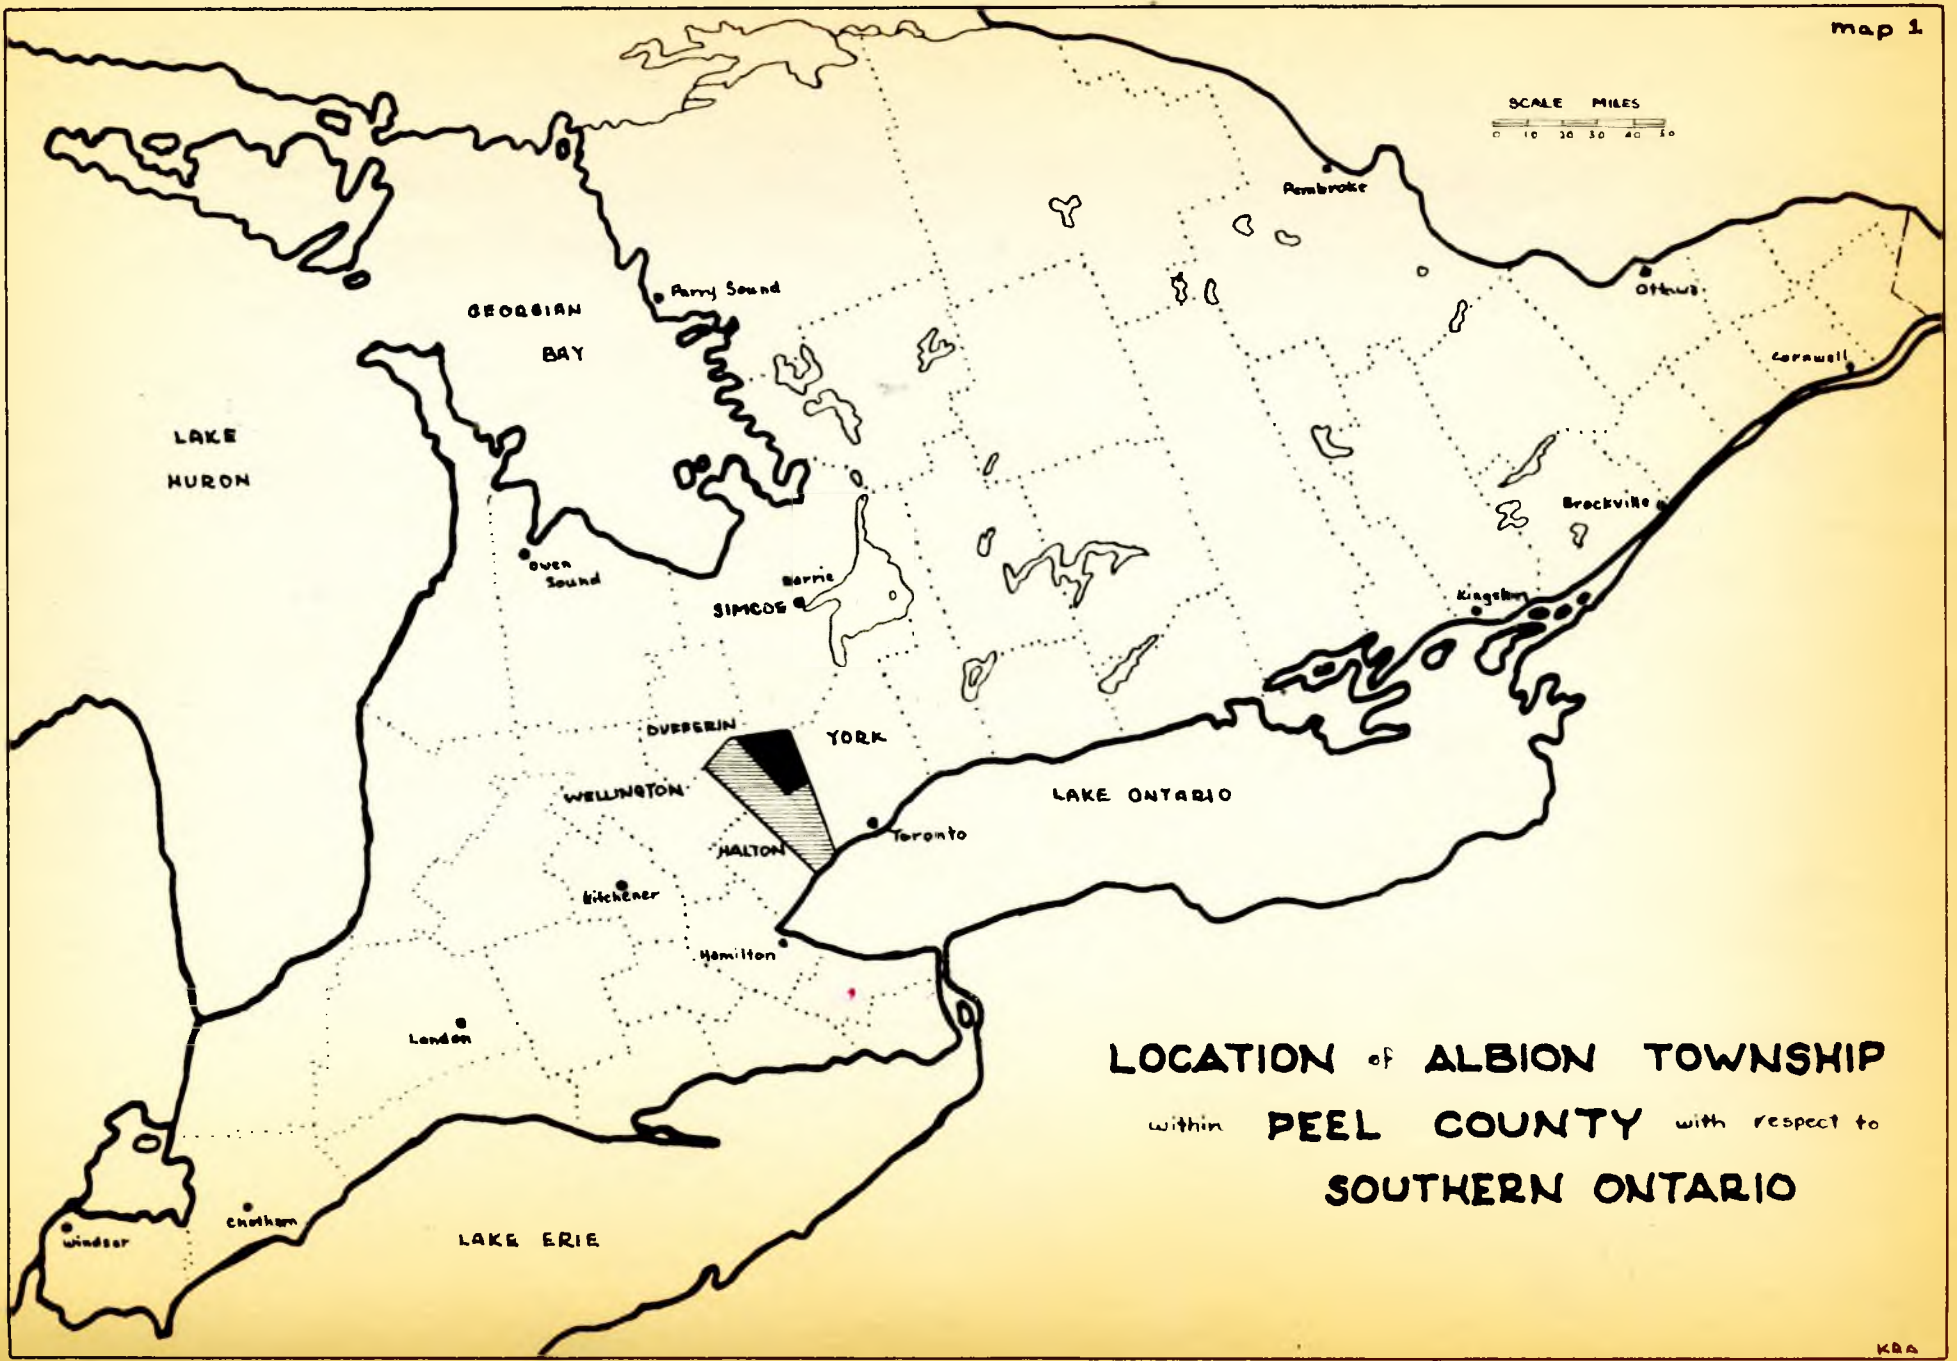 map 1
SCALE MILES
0 10 20 30 40 50
Pembroke
Parry Sound
Ottawa
GEORGIAN
BAY
Cornwall
LAKE
HURON
Brockville
Owen
Sound
Barrie
SIMCOE
Kingston
DUFFERIN
YORK
WELLINGTON
LAKE ONTARIO
Toronto
HALTON
Kitchener
Hamilton
London
LOCATION of ALBION TOWNSHIP
within PEEL COUNTY with respect to
SOUTHERN ONTARIO
Chatham
Windsor
LAKE ERIE